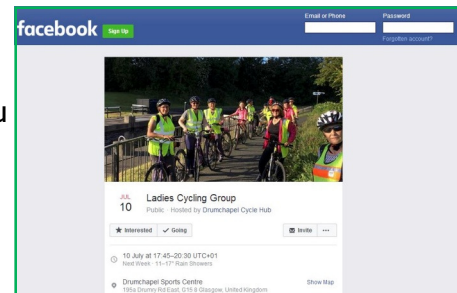 u
Email or Phone Password
facebook Sign Up
Forgotten account?
JUL
10
Ladies Cycling Group
Public · Hosted by Drumchapel Cycle Hub
★ Interested ✓ Going Invite ···
10 July at 17:45–20:30 UTC+01
Next Week · 11–17° Rain Showers
Drumchapel Sports Centre Show Map
195a Drumry Rd East, G15 8 Glasgow, United Kingdom